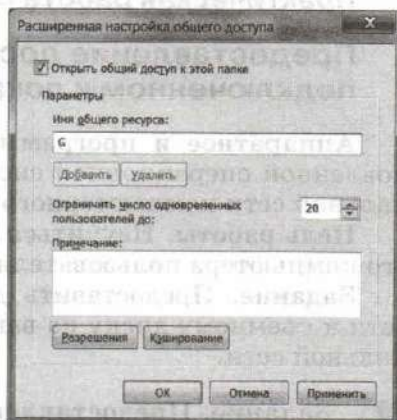 Расширенная настройка общего доступа
X
Открыть общий доступ к этой папке
Параметры
Имя общего ресурса:
G
Добавить Удалить
Ограничить число одновременных 20
пользователей до:
Примечание:
Разрешения Кэширование
ОК Отмена Применить